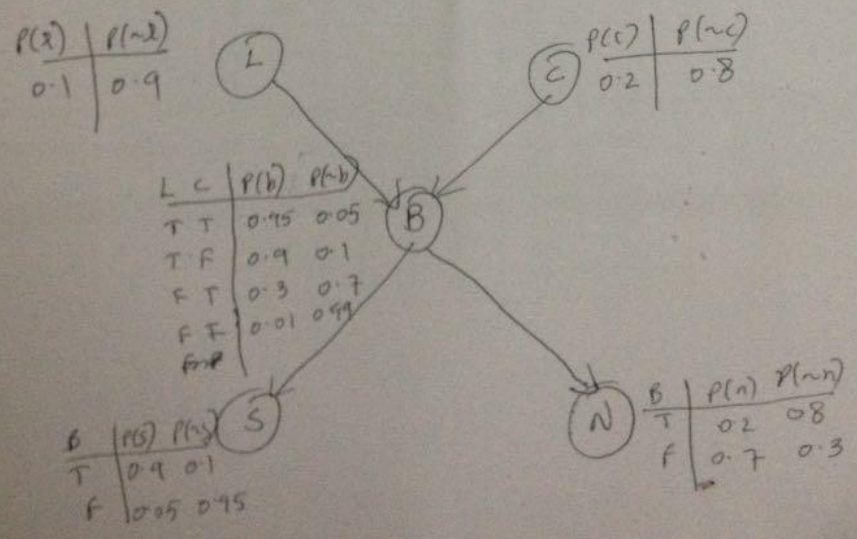 P(l) P(~l)
0.1 0.9
L
C
P(c) P(~c)
0.2 0.8
L C P(b) P(~b)
T T 0.95 0.05
T F 0.9 0.1
F T 0.3 0.7
F F 0.01 0.99
B
S
N
B P(s) P(~s)
T 0.9 0.1
F 0.05 0.95
B P(n) P(~n)
T 0.2 0.8
F 0.7 0.3